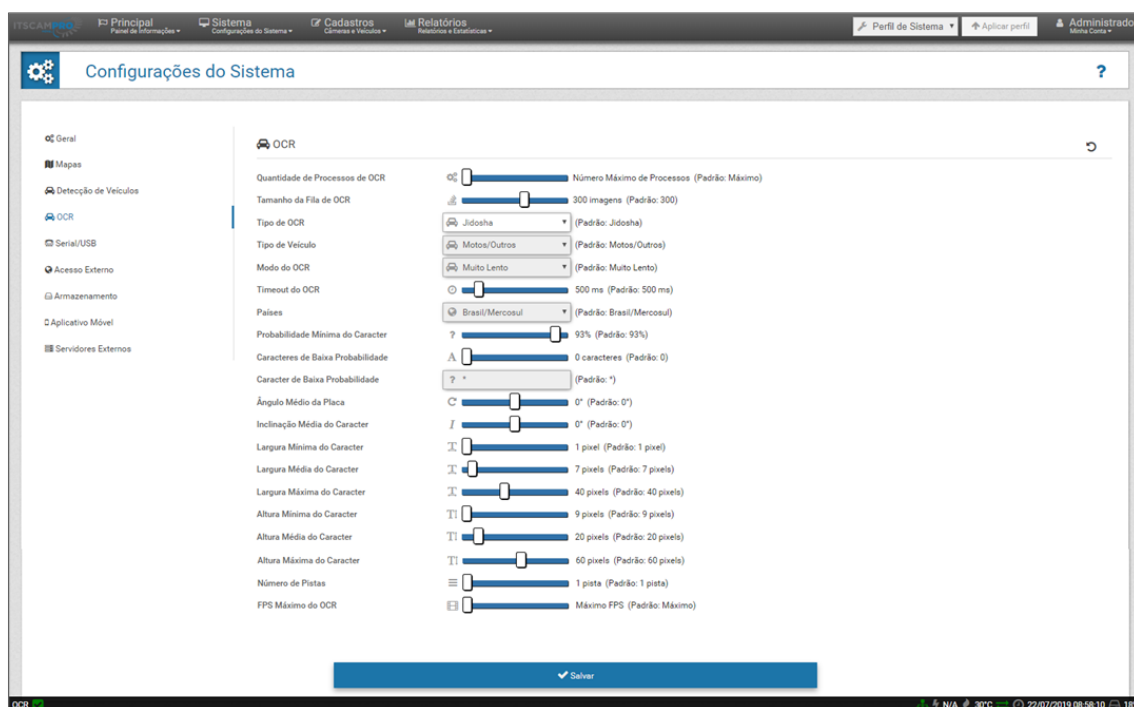 ITSCAMPRO
Principal
Painel de Informações
Sistema
Configurações do Sistema
Cadastros
Câmeras e Veículos
Relatórios
Relatórios e Estatísticas
Perfil de Sistema
Aplicar perfil
Administrado
Minha Conta
Configurações do Sistema ?
Geral
Mapas
Detecção de Veículos
OCR
Serial/USB
Acesso Externo
Armazenamento
Aplicativo Móvel
Servidores Externos
OCR
Quantidade de Processos de OCR Número Máximo de Processos (Padrão: Máximo)
Tamanho da Fila de OCR 300 imagens (Padrão: 300)
Tipo de OCR Jidosha (Padrão: Jidosha)
Tipo de Veículo Motos/Outros (Padrão: Motos/Outros)
Modo do OCR Muito Lento (Padrão: Muito Lento)
Timeout do OCR 500 ms (Padrão: 500 ms)
Países Brasil/Mercosul (Padrão: Brasil/Mercosul)
Probabilidade Mínima do Caracter ? 93% (Padrão: 93%)
Caracteres de Baixa Probabilidade A 0 caracteres (Padrão: 0)
Caracter de Baixa Probabilidade ? * (Padrão: *)
Ângulo Médio da Placa 0° (Padrão: 0°)
Inclinação Média do Caracter I 0° (Padrão: 0°)
Largura Mínima do Caracter 1 pixel (Padrão: 1 pixel)
Largura Média do Caracter 7 pixels (Padrão: 7 pixels)
Largura Máxima do Caracter 40 pixels (Padrão: 40 pixels)
Altura Mínima do Caracter 9 pixels (Padrão: 9 pixels)
Altura Média do Caracter 20 pixels (Padrão: 20 pixels)
Altura Máxima do Caracter 60 pixels (Padrão: 60 pixels)
Número de Pistas 1 pista (Padrão: 1 pista)
FPS Máximo do OCR Máximo FPS (Padrão: Máximo)
Salvar
OCR N/A 30°C 22/07/2019 08:58:10